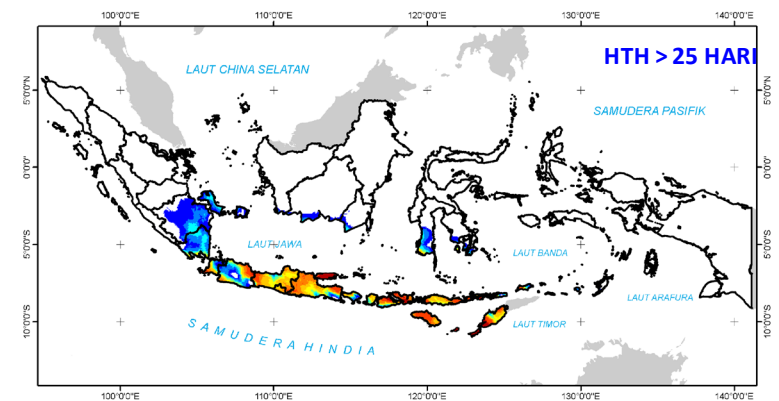 100°0'0"E 110°0'0"E 120°0'0"E 130°0'0"E 140°0'0"E
HTH > 25 HARI
LAUT CHINA SELATAN
5°0'0"N 5°0'0"N
SAMUDERA PASIFIK
0°0'0" 0°0'0"
5°0'0"S 5°0'0"S
LAUT JAWA
LAUT BANDA
LAUT ARAFURA
10°0'0"S 10°0'0"S
LAUT TIMOR
SAMUDERA HINDIA
100°0'0"E 110°0'0"E 120°0'0"E 130°0'0"E 140°0'0"E